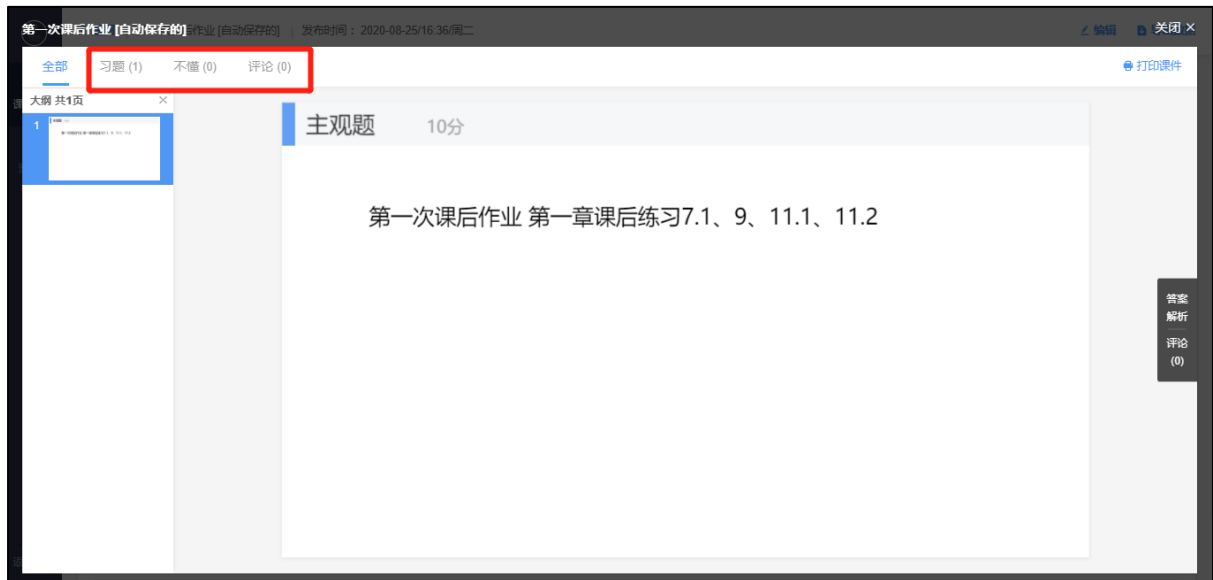 第一次课后作业 [自动保存的]
作业 [自动保存的] 发布时间：2020-08-25/16:36/周二
编辑
关闭 ×
全部 习题 (1) 不懂 (0) 评论 (0)
打印课件
大纲 共1页 ×
1
主观题 10分
第一次课后作业 第一章课后练习7.1、9、11.1、11.2
答案
解析
评论
(0)